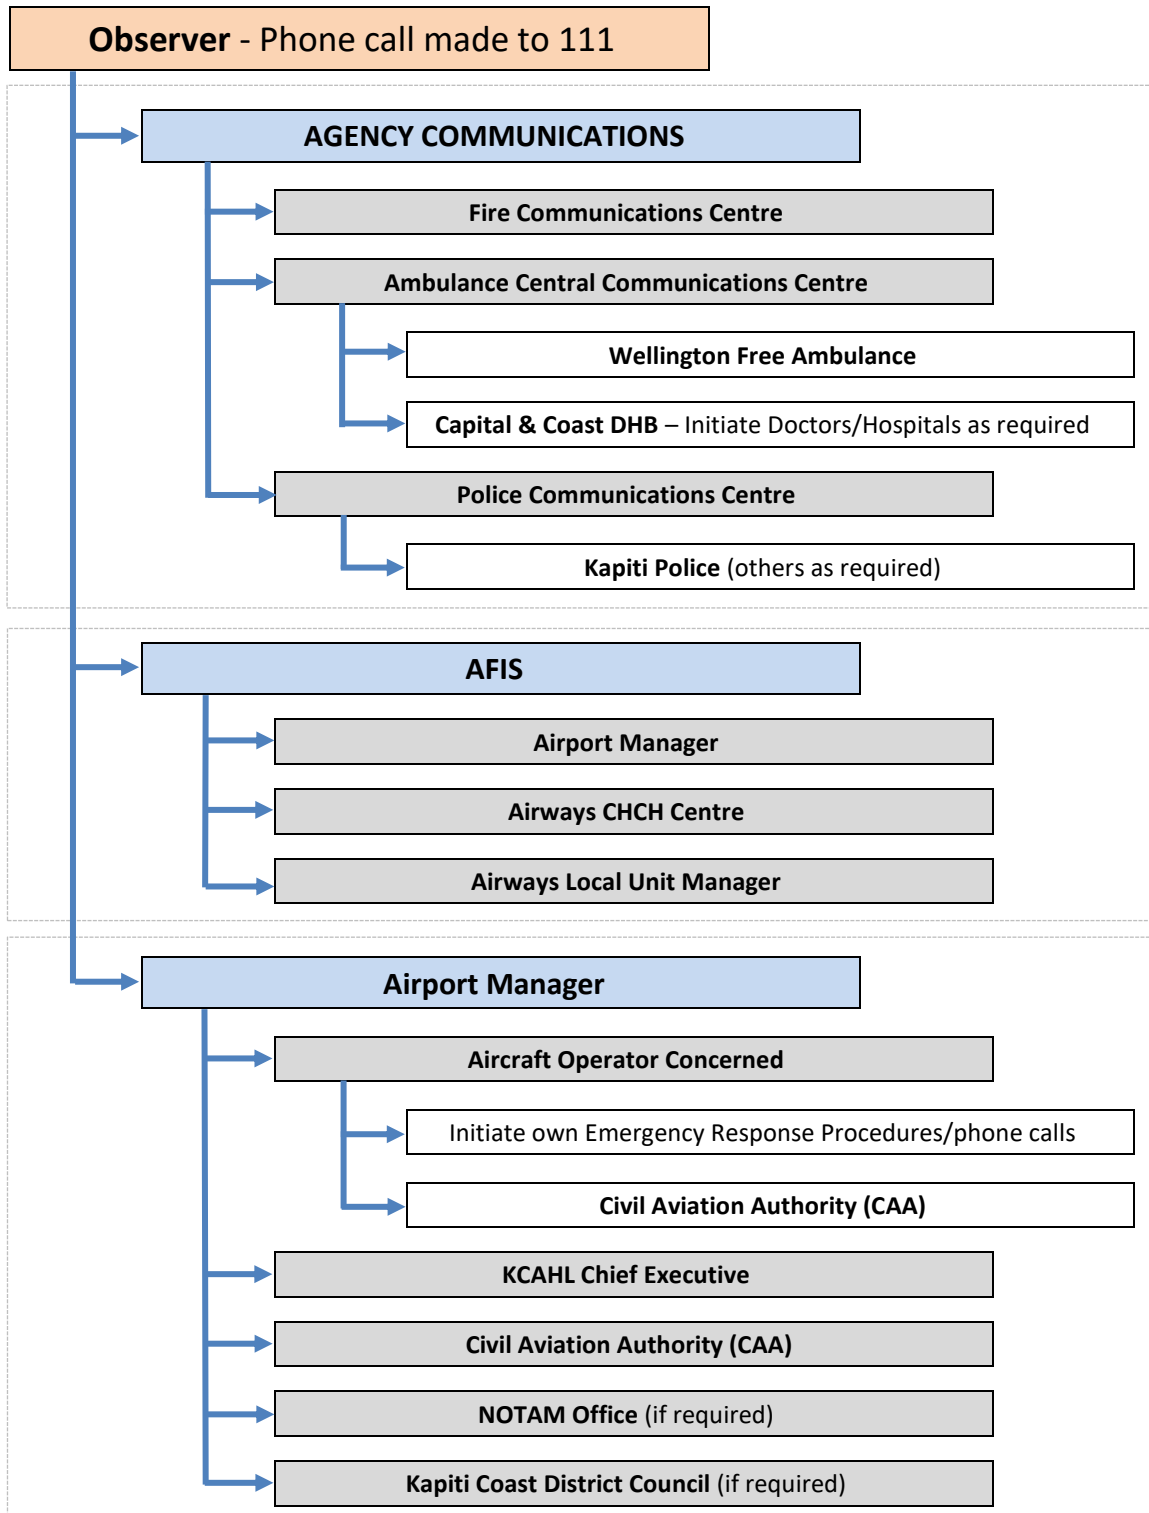 Observer - Phone call made to 111
AGENCY COMMUNICATIONS
Fire Communications Centre
Ambulance Central Communications Centre
Wellington Free Ambulance
Capital & Coast DHB – Initiate Doctors/Hospitals as required
Police Communications Centre
Kapiti Police (others as required)
AFIS
Airport Manager
Airways CHCH Centre
Airways Local Unit Manager
Airport Manager
Aircraft Operator Concerned
Initiate own Emergency Response Procedures/phone calls
Civil Aviation Authority (CAA)
KCAHL Chief Executive
Civil Aviation Authority (CAA)
NOTAM Office (if required)
Kapiti Coast District Council (if required)